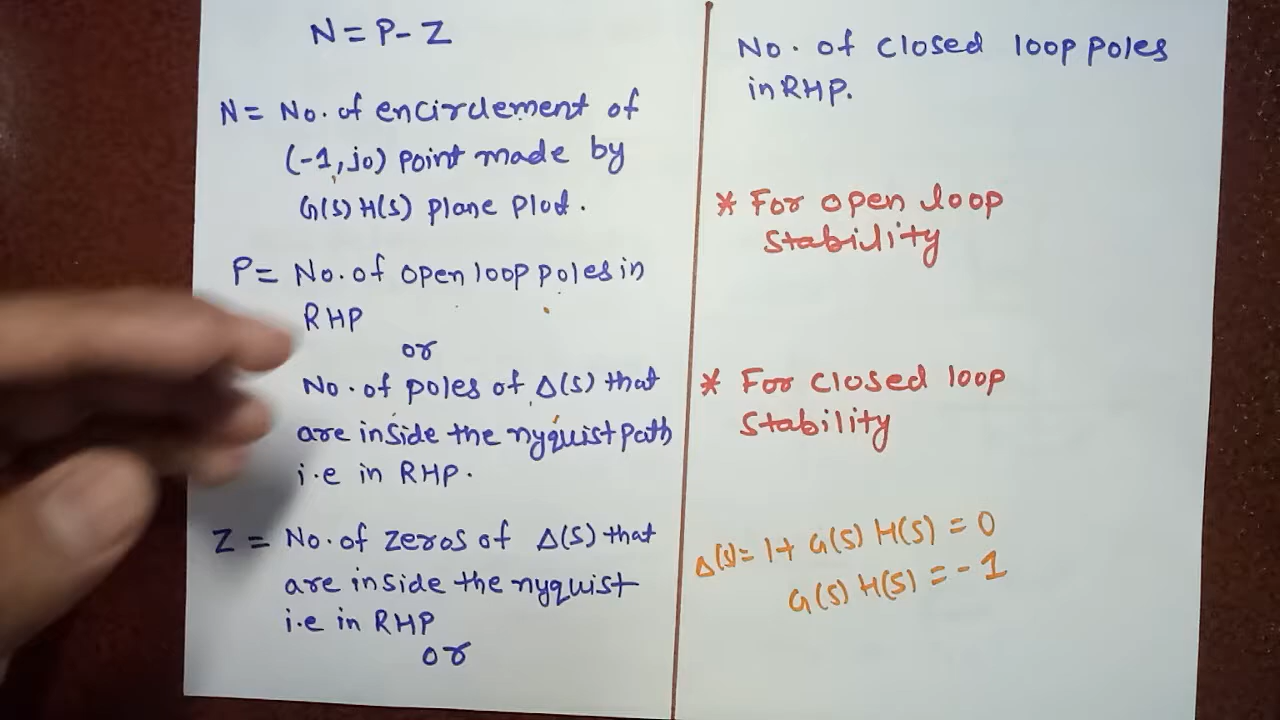 N = P - Z
N = No. of encirclement of
(-1, j0) point made by
G(S) H(S) plane plot.
P = No. of open loop poles in
RHP
or
No. of poles of Δ(S) that
are inside the nyquist path
i.e in RHP.
Z = No. of zeros of Δ(S) that
are inside the nyquist
i.e in RHP
or
No. of closed loop poles
in RHP.
* For open loop
stability
* For closed loop
stability
Δ(S) = 1 + G(S) H(S) = 0
G(S) H(S) = -1